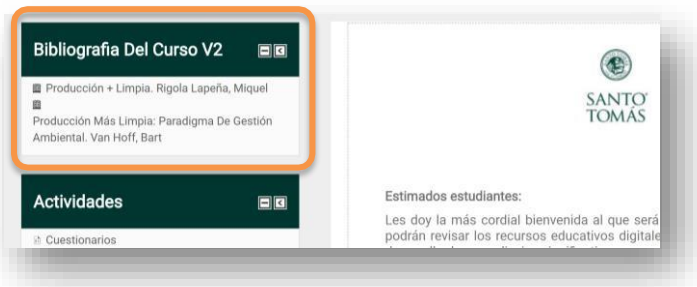 Bibliografia Del Curso V2
Producción + Limpia. Rigola Lapeña, Miquel
Producción Más Limpia: Paradigma De Gestión
Ambiental. Van Hoff, Bart
Actividades
Cuestionarios
SANTO
TOMÁS
Estimados estudiantes:
Les doy la más cordial bienvenida al que será
podrán revisar los recursos educativos digitale